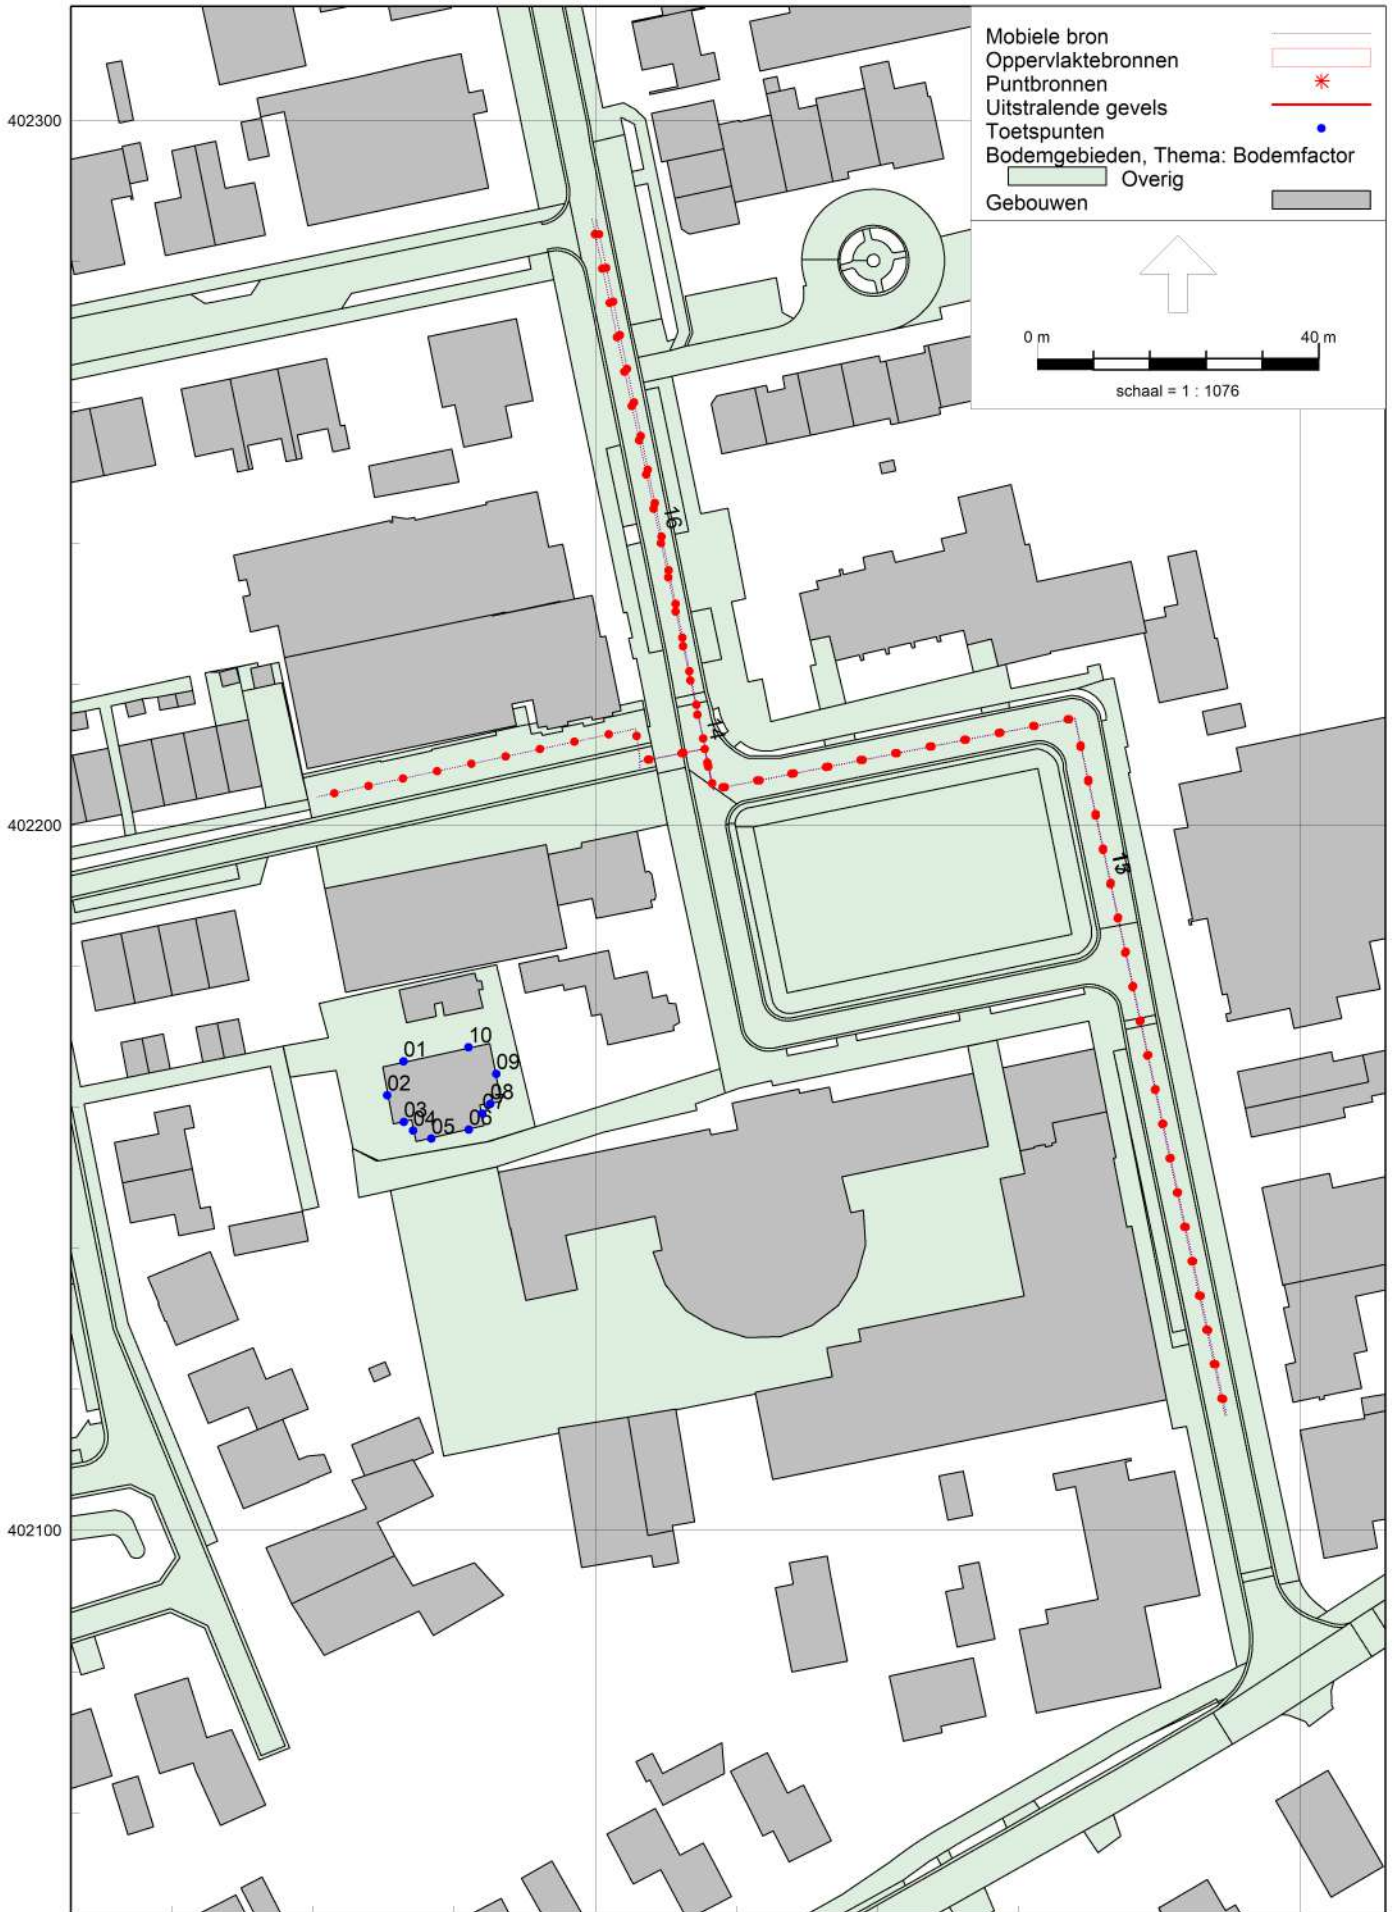 Mobiele bron
Oppervlaktebronnen
Puntbronnen
Uitstralende gevels
Toetspunten
Bodemgebieden, Thema: Bodemfactor
Overig
Gebouwen
0 m 40 m
schaal = 1 : 1076
402300
16
14
402200
01
10
09
02
08
07
03
04
05
06
402100